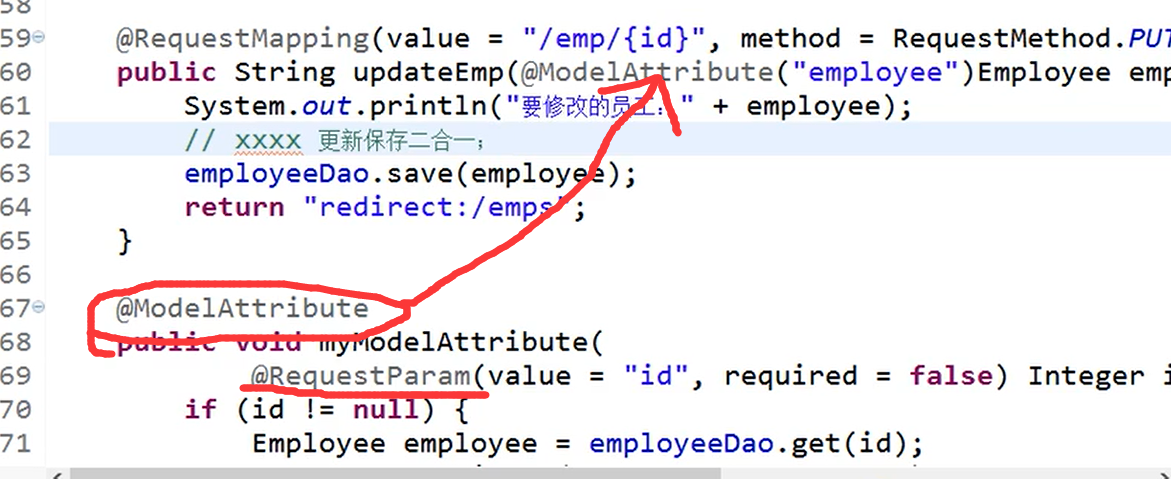 58
59 @RequestMapping(value = "/emp/{id}", method = RequestMethod.PUT
60 public String updateEmp(@ModelAttribute("employee")Employee emp
61 System.out.println("要修改的员工:" + employee);
62 // xxxx 更新保存二合一;
63 employeeDao.save(employee);
64 return "redirect:/emps";
65 }
66
67 @ModelAttribute
68 public void myModelAttribute(
69 @RequestParam(value = "id", required = false) Integer i
70 if (id != null) {
71 Employee employee = employeeDao.get(id);